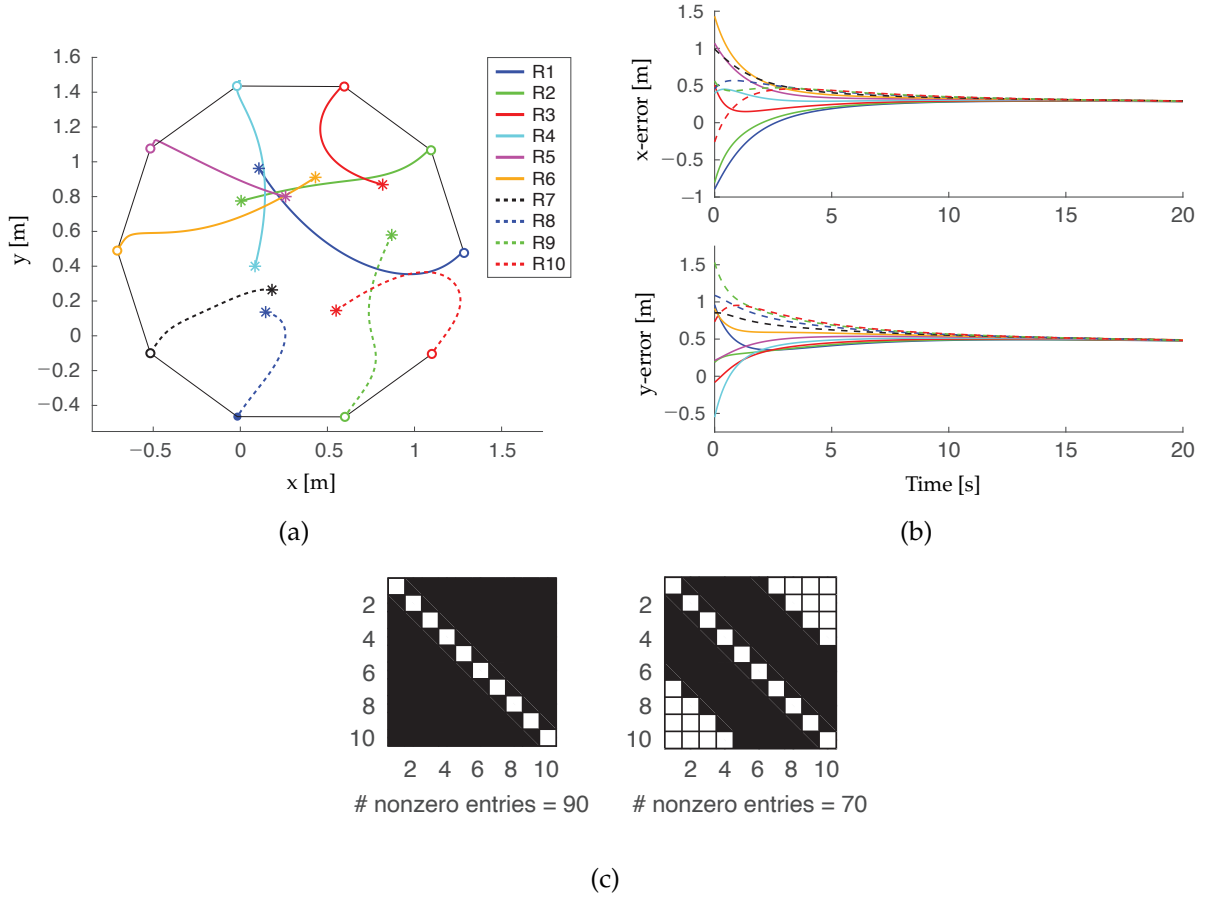 1.6
1.4
1.2
1
0.8
0.6
0.4
0.2
0
−0.2
−0.4
y [m]
−0.5
0
0.5
1
1.5
x [m]
R1
R2
R3
R4
R5
R6
R7
R8
R9
R10
(a)
1.5
1
0.5
0
−0.5
−1
x-error [m]
0
5
10
15
20
1.5
1
0.5
0
−0.5
y-error [m]
0
5
10
15
20
Time [s]
(b)
2
4
6
8
10
2 4 6 8 10
# nonzero entries = 90
2
4
6
8
10
2 4 6 8 10
# nonzero entries = 70
(c)